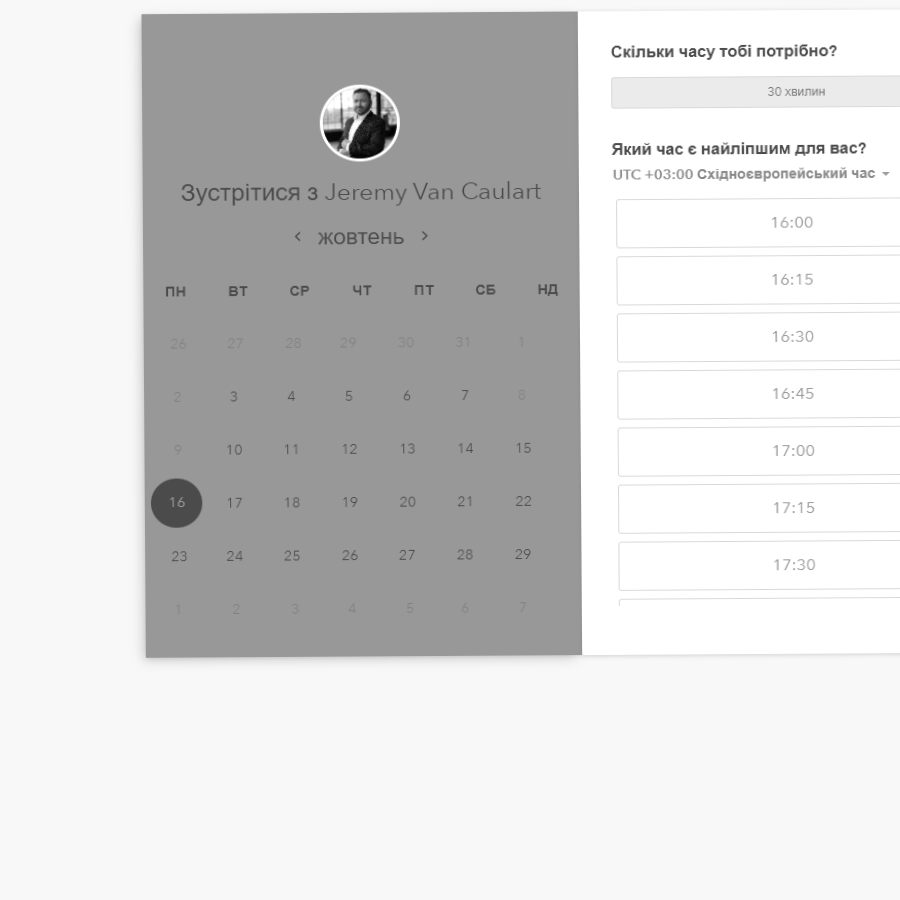 Зустрітися з Jeremy Van Caulart
‹ жовтень ›
ПН ВТ СР ЧТ ПТ СБ НД
26 27 28 29 30 31 1
2 3 4 5 6 7 8
9 10 11 12 13 14 15
16 17 18 19 20 21 22
23 24 25 26 27 28 29
1 2 3 4 5 6 7
Скільки часу тобі потрібно?
30 хвилин
Який час є найліпшим для вас?
UTC +03:00 Східноєвропейський час
16:00
16:15
16:30
16:45
17:00
17:15
17:30